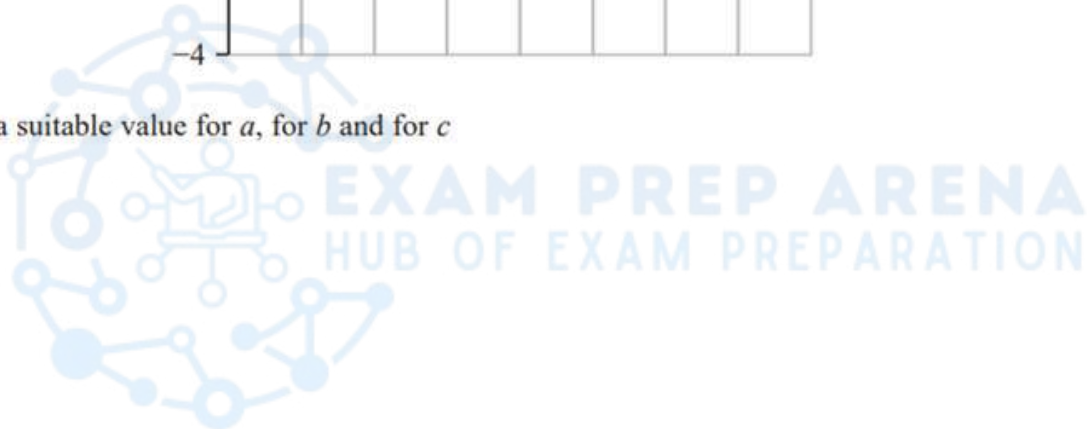 −4
a suitable value for a, for b and for c
EXAM PREP ARENA
HUB OF EXAM PREPARATION